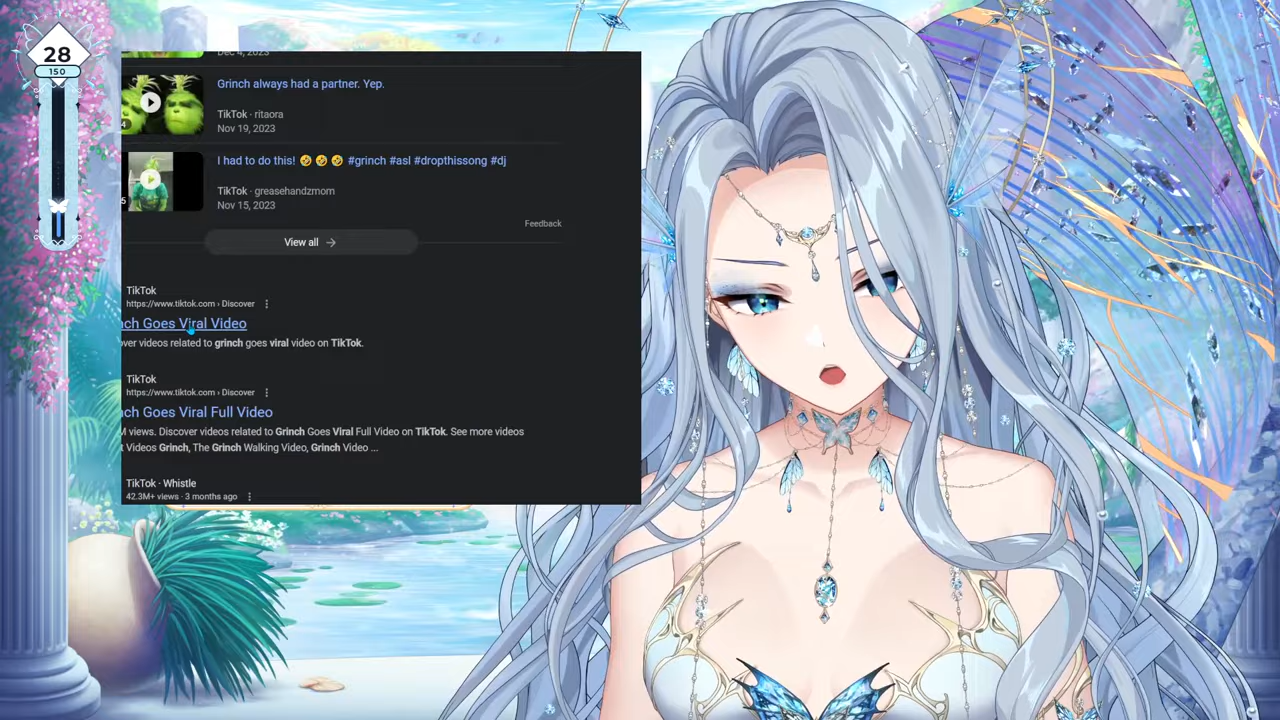 28
150
Dec 4, 2023
Grinch always had a partner. Yep.
TikTok · ritaora
Nov 19, 2023
I had to do this! 🤣 🤣 🤣 #grinch #asl #dropthissong #dj
TikTok · greasehandzmom
Nov 15, 2023
Feedback
View all →
TikTok
https://www.tiktok.com › Discover
nch Goes Viral Video
over videos related to grinch goes viral video on TikTok.
TikTok
https://www.tiktok.com › Discover
nch Goes Viral Full Video
views. Discover videos related to Grinch Goes Viral Full Video on TikTok. See more videos
Videos Grinch, The Grinch Walking Video, Grinch Video ...
TikTok · Whistle
42.3M+ views · 3 months ago